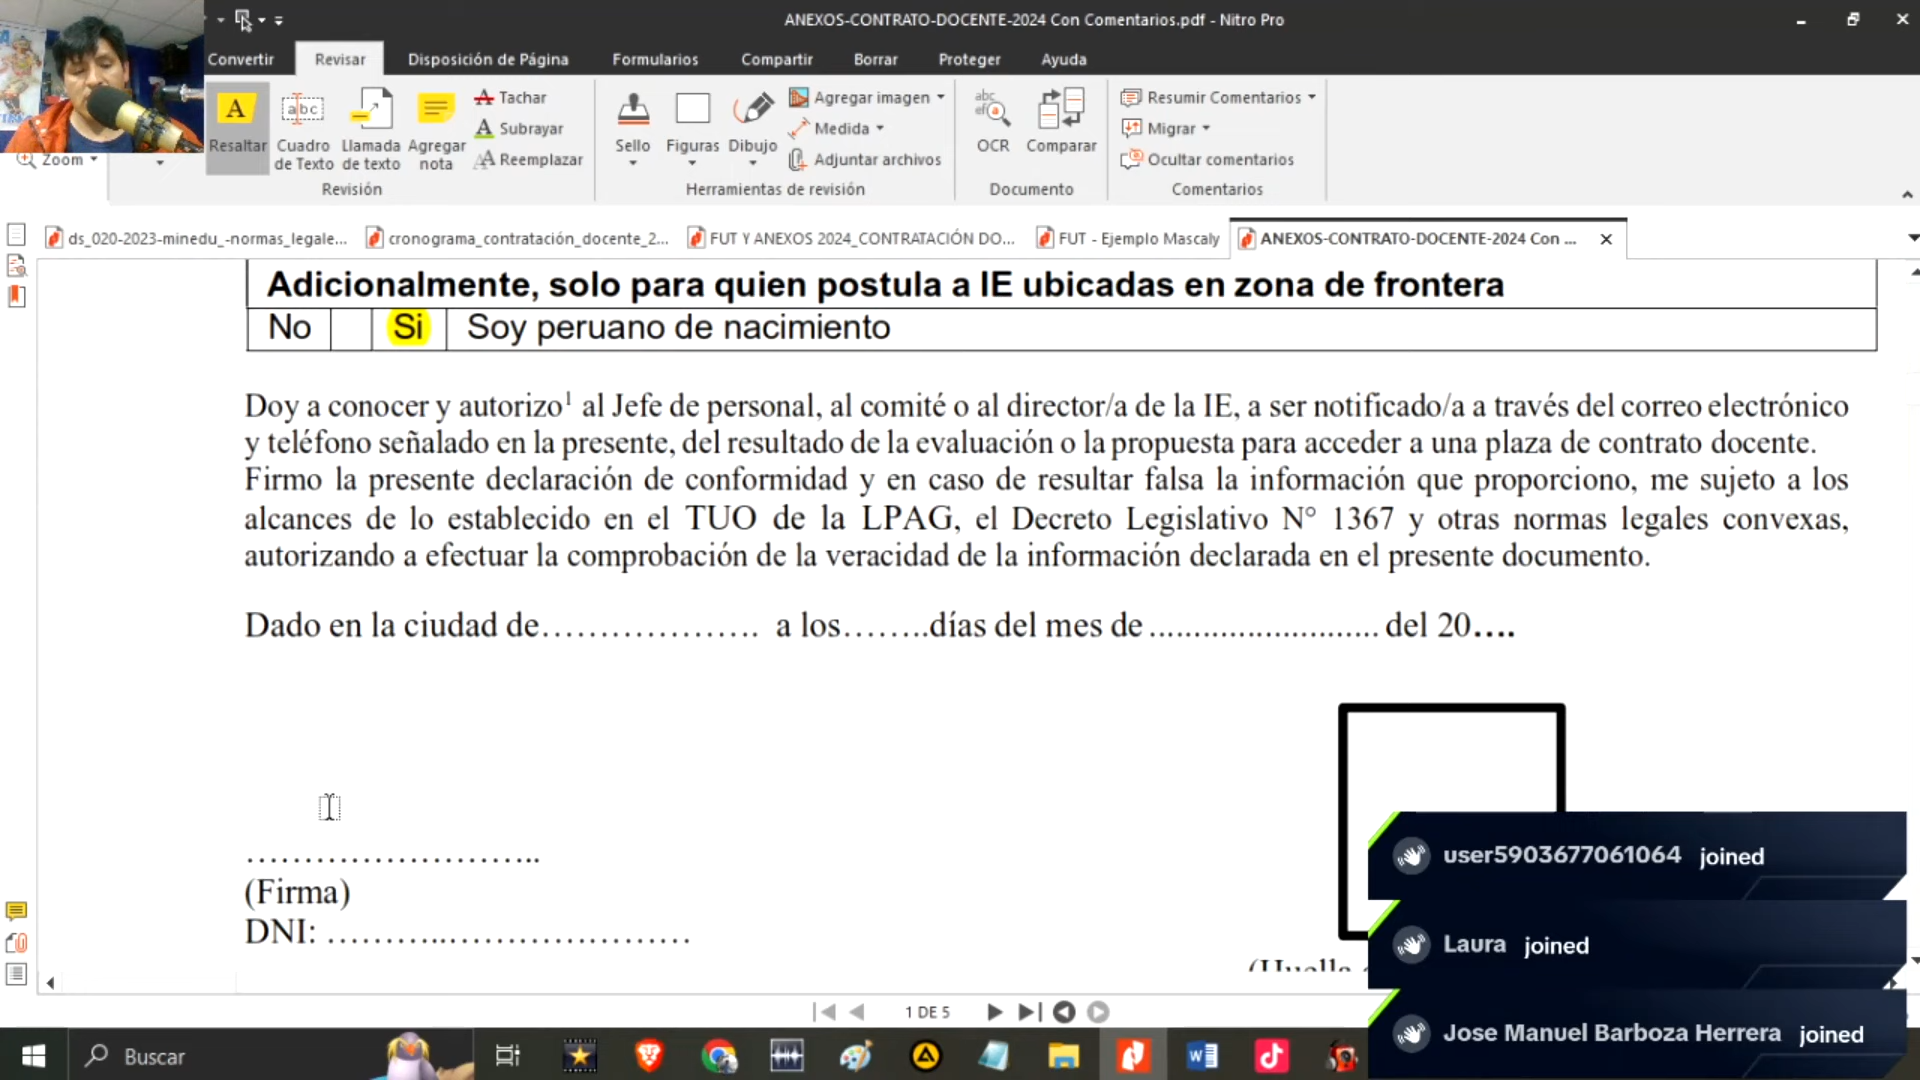 ANEXOS-CONTRATO-DOCENTE-2024 Con Comentarios.pdf - Nitro Pro
Convertir Revisar Disposición de Página Formularios Compartir Borrar Proteger Ayuda
Zoom
Resaltar
Cuadro de Texto
Llamada de texto
Agregar nota
Tachar
Subrayar
Reemplazar
Revisión
Sello
Figuras
Dibujo
Agregar imagen
Medida
Adjuntar archivos
Herramientas de revisión
OCR
Comparar
Documento
Resumir Comentarios
Migrar
Ocultar comentarios
Comentarios
ds_020-2023-minedu_-normas_legale...
cronograma_contratación_docente_2...
FUT Y ANEXOS 2024_CONTRATACIÓN DO...
FUT - Ejemplo Mascaly
ANEXOS-CONTRATO-DOCENTE-2024 Con ...
Adicionalmente, solo para quien postula a IE ubicadas en zona de frontera
No Si Soy peruano de nacimiento
Doy a conocer y autorizo1 al Jefe de personal, al comité o al director/a de la IE, a ser notificado/a a través del correo electrónico
y teléfono señalado en la presente, del resultado de la evaluación o la propuesta para acceder a una plaza de contrato docente.
Firmo la presente declaración de conformidad y en caso de resultar falsa la información que proporciono, me sujeto a los
alcances de lo establecido en el TUO de la LPAG, el Decreto Legislativo N° 1367 y otras normas legales convexas,
autorizando a efectuar la comprobación de la veracidad de la información declarada en el presente documento.
Dado en la ciudad de.................... a los........días del mes de .......................... del 20....
............................
(Firma)
DNI: .................................
(Huella
1 DE 5
user5903677061064 joined
Laura joined
Jose Manuel Barboza Herrera joined
Buscar